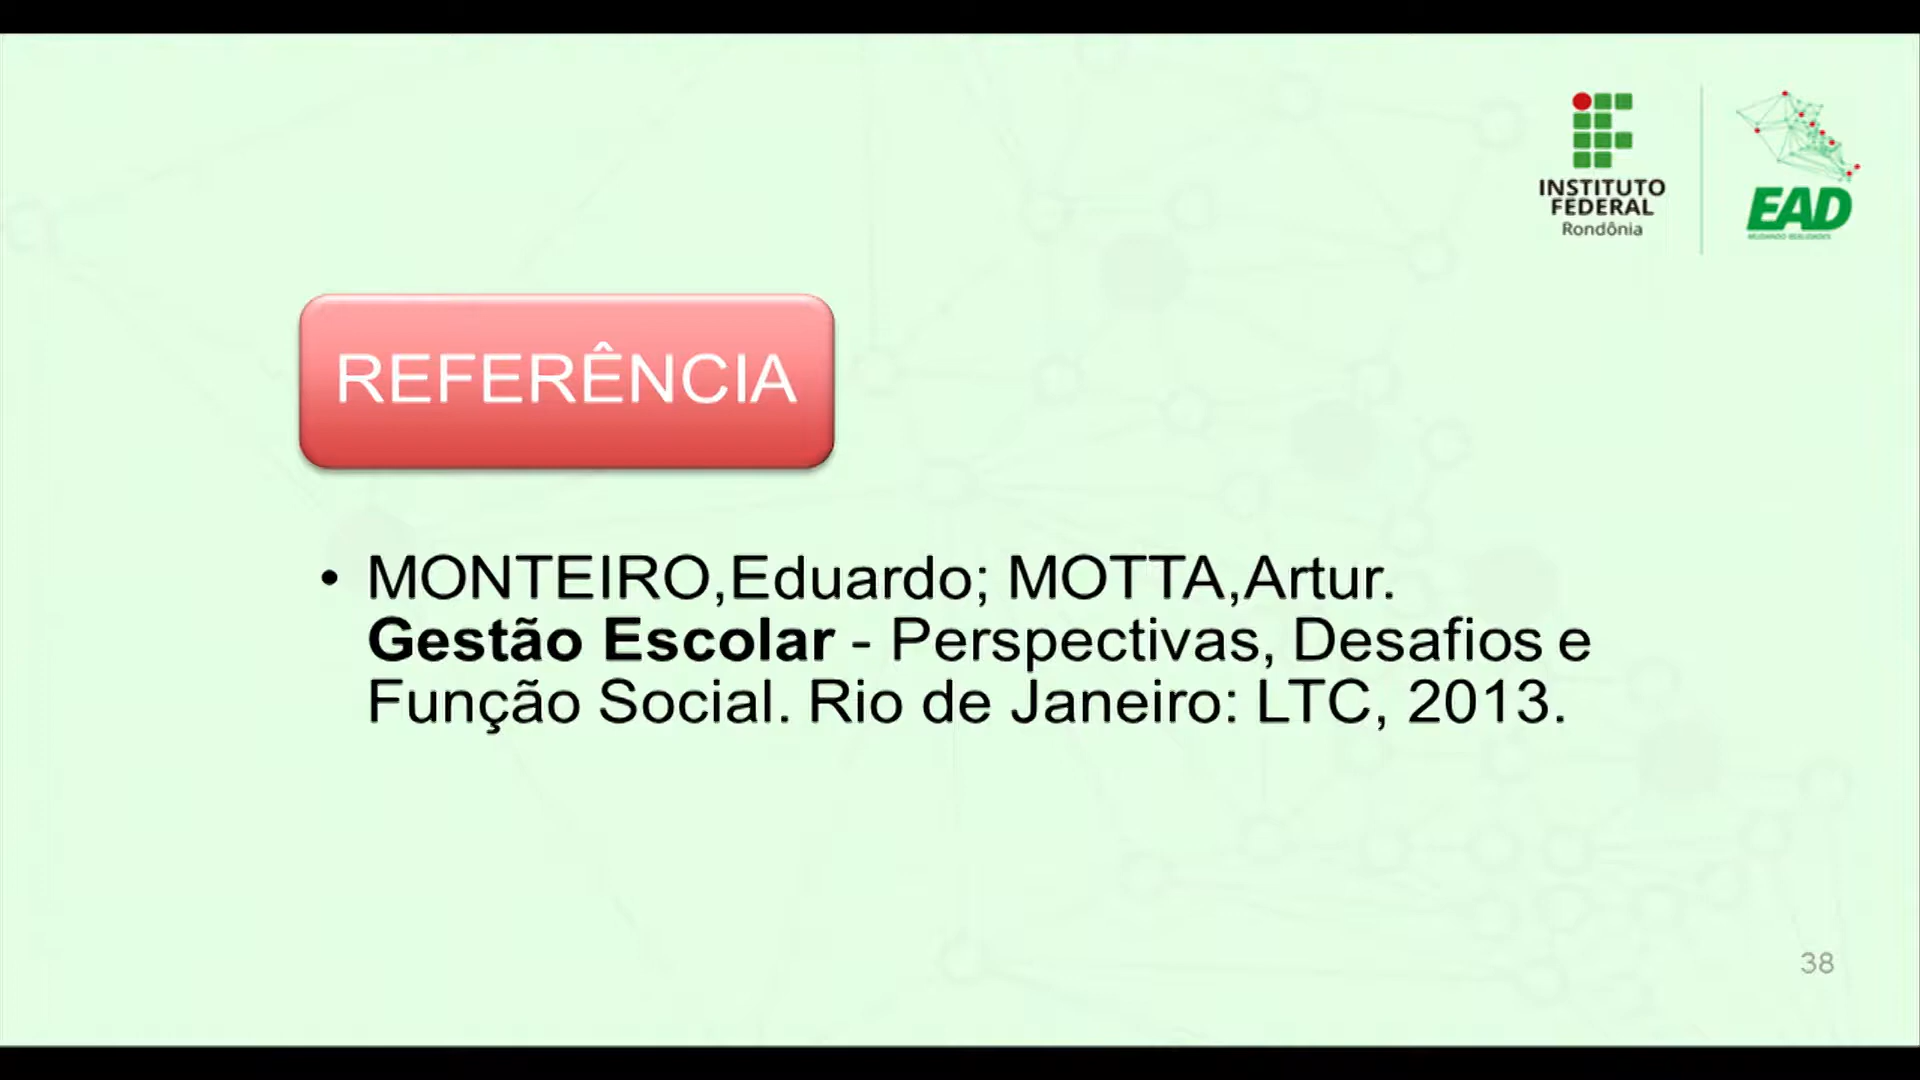 INSTITUTO
FEDERAL
Rondônia
EAD
REFERÊNCIA
• MONTEIRO,Eduardo; MOTTA,Artur.
Gestão Escolar - Perspectivas, Desafios e
Função Social. Rio de Janeiro: LTC, 2013.
38